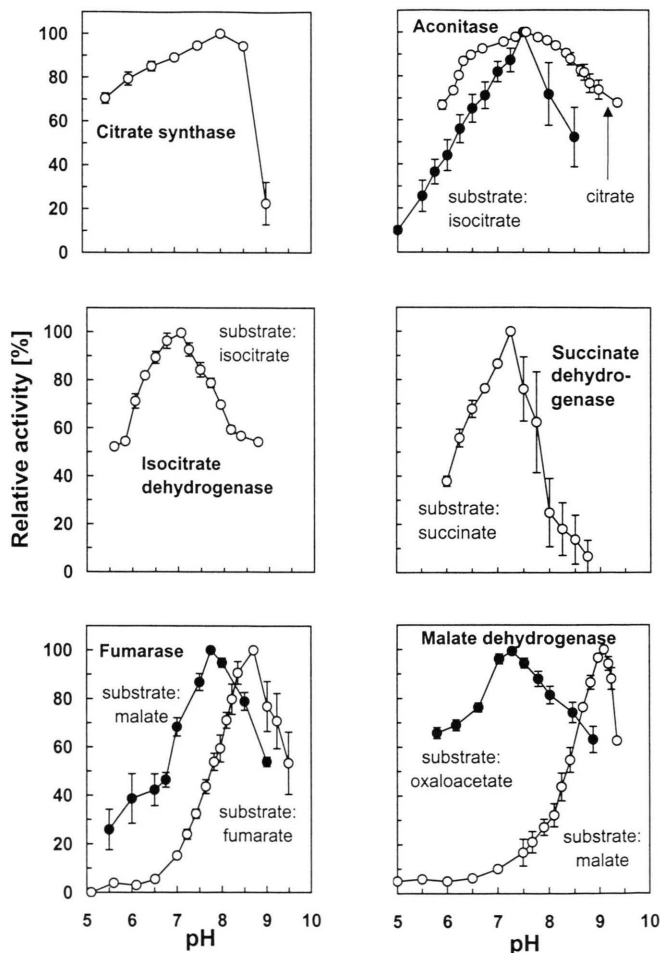 100
80
60
40
20
0
Citrate synthase
Aconitase
substrate:
isocitrate
citrate
Relative activity [%]
100
80
60
40
20
0
substrate:
isocitrate
Isocitrate
dehydrogenase
Succinate
dehydro-
genase
substrate:
succinate
100
80
60
40
20
0
Fumarase
substrate:
malate
substrate:
fumarate
5 6 7 8 9 10
pH
Malate dehydrogenase
substrate:
oxaloacetate
substrate:
malate
5 6 7 8 9 10
pH